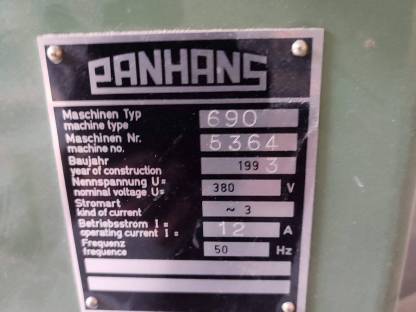 PANHANS
Maschinen Typ 690
machine type
Maschinen Nr. 5364
machine no.
Baujahr 1993
year of construction
Nennspannung U= 380 V
nominal voltage U=
Stromart ~ 3
kind of current
Betriebsstrom I = 12 A
operating current I =
Frequenz 50 Hz
frequence